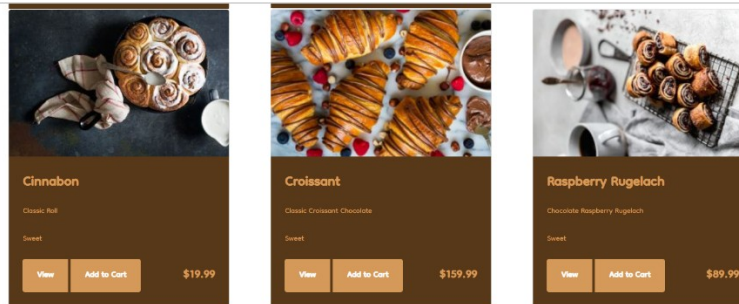 Cinnabon
Classic Roll
Sweet
View Add to Cart $19.99
Croissant
Classic Croissant Chocolate
Sweet
View Add to Cart $159.99
Raspberry Rugelach
Chocolate Raspberry Rugelach
Sweet
View Add to Cart $89.99